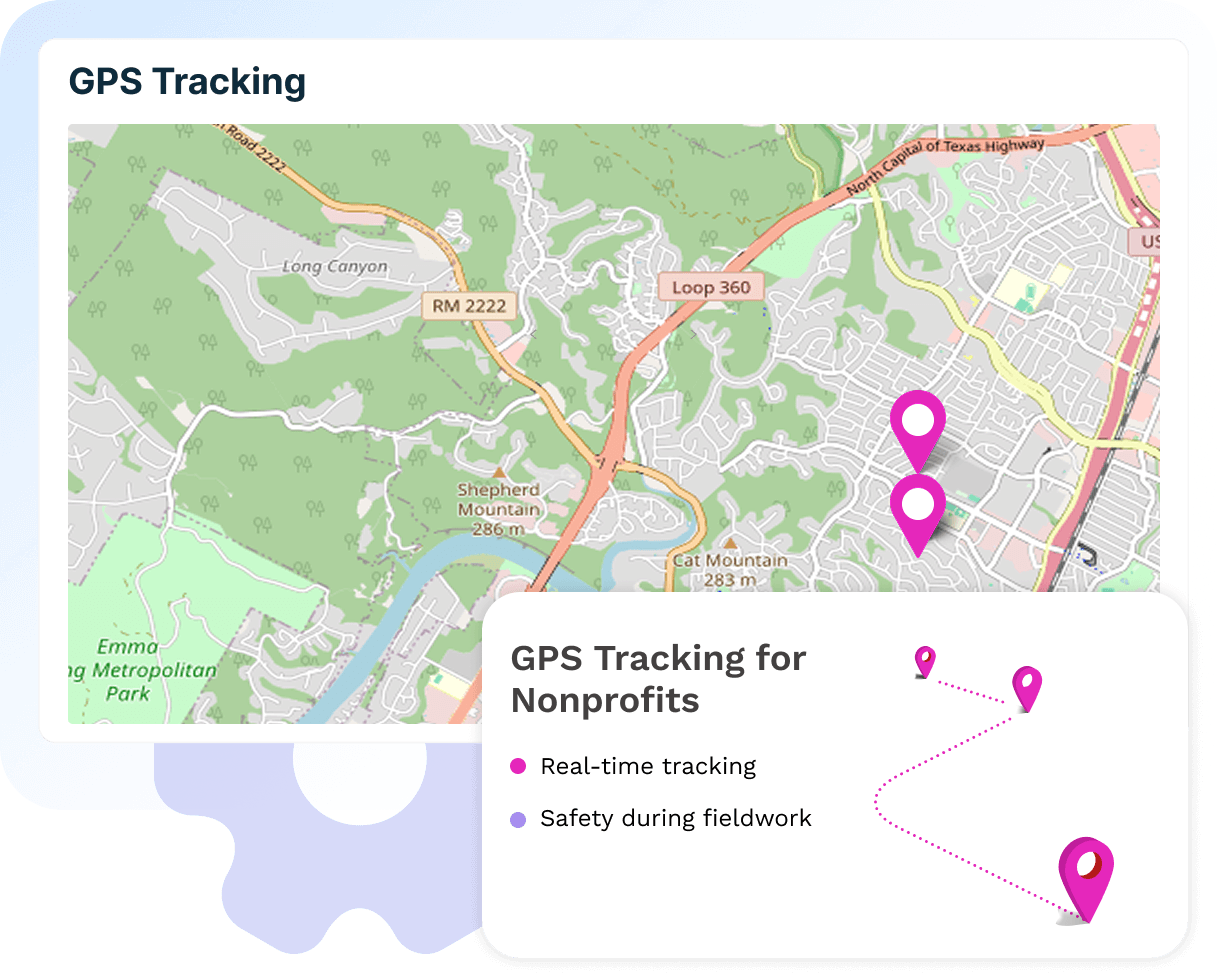 GPS Tracking
Road 2222
North Capital of Texas Highway
US
Long Canyon
Loop 360
RM 2222
Shepherd
Mountain
286 m
Cat Mountain
283 m
Emma
ng Metropolitan
Park
GPS Tracking for
Nonprofits
Real-time tracking
Safety during fieldwork